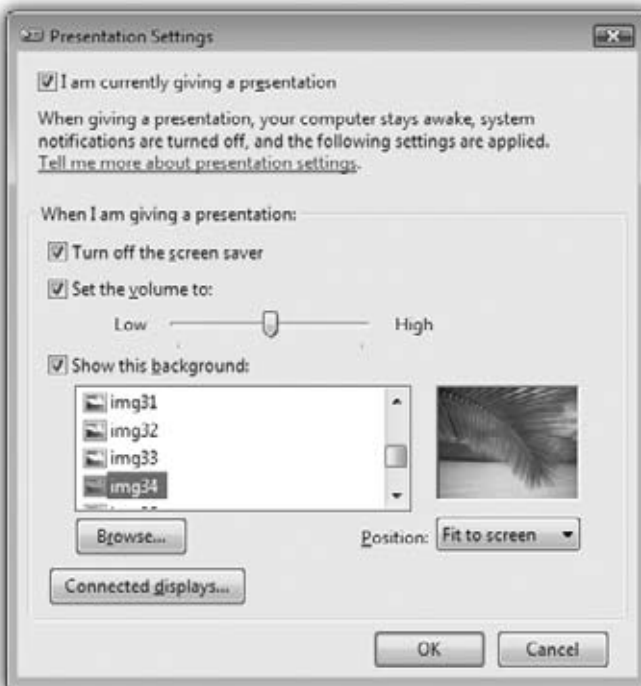 Presentation Settings
I am currently giving a presentation
When giving a presentation, your computer stays awake, system
notifications are turned off, and the following settings are applied.
Tell me more about presentation settings.
When I am giving a presentation:
Turn off the screen saver
Set the volume to:
Low High
Show this background:
img31
img32
img33
img34
Browse...
Position: Fit to screen
Connected displays...
OK Cancel